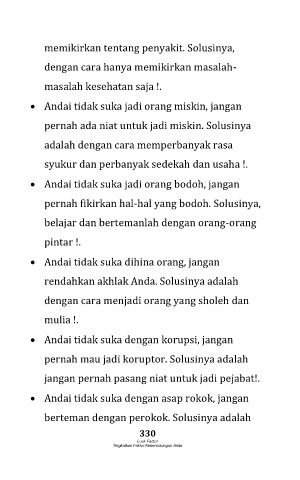 memikirkan tentang penyakit. Solusinya,
dengan cara hanya memikirkan masalah-
masalah kesehatan saja !.
• Andai tidak suka jadi orang miskin, jangan
pernah ada niat untuk jadi miskin. Solusinya
adalah dengan cara memperbanyak rasa
syukur dan perbanyak sedekah dan usaha !.
• Andai tidak suka jadi orang bodoh, jangan
pernah fikirkan hal-hal yang bodoh. Solusinya,
belajar dan bertemanlah dengan orang-orang
pintar !.
• Andai tidak suka dihina orang, jangan
rendahkan akhlak Anda. Solusinya adalah
dengan cara menjadi orang yang sholeh dan
mulia !.
• Andai tidak suka dengan korupsi, jangan
pernah mau jadi koruptor. Solusinya adalah
jangan pernah pasang niat untuk jadi pejabat!.
• Andai tidak suka dengan asap rokok, jangan
berteman dengan perokok. Solusinya adalah
330
Luck Factor
Tingkatkan Faktor Keberuntungan Anda